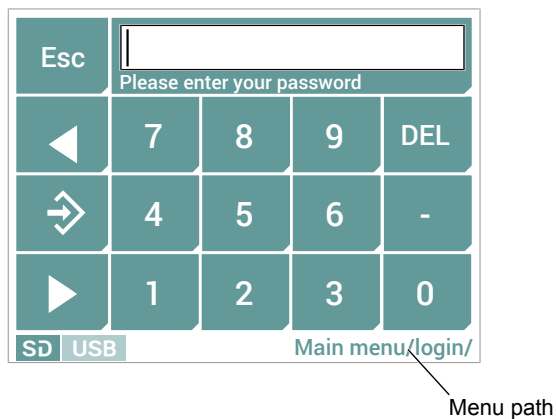 Esc
Please enter your password
7 8 9 DEL
4 5 6 -
1 2 3 0
SD USB Main menu/login/
Menu path